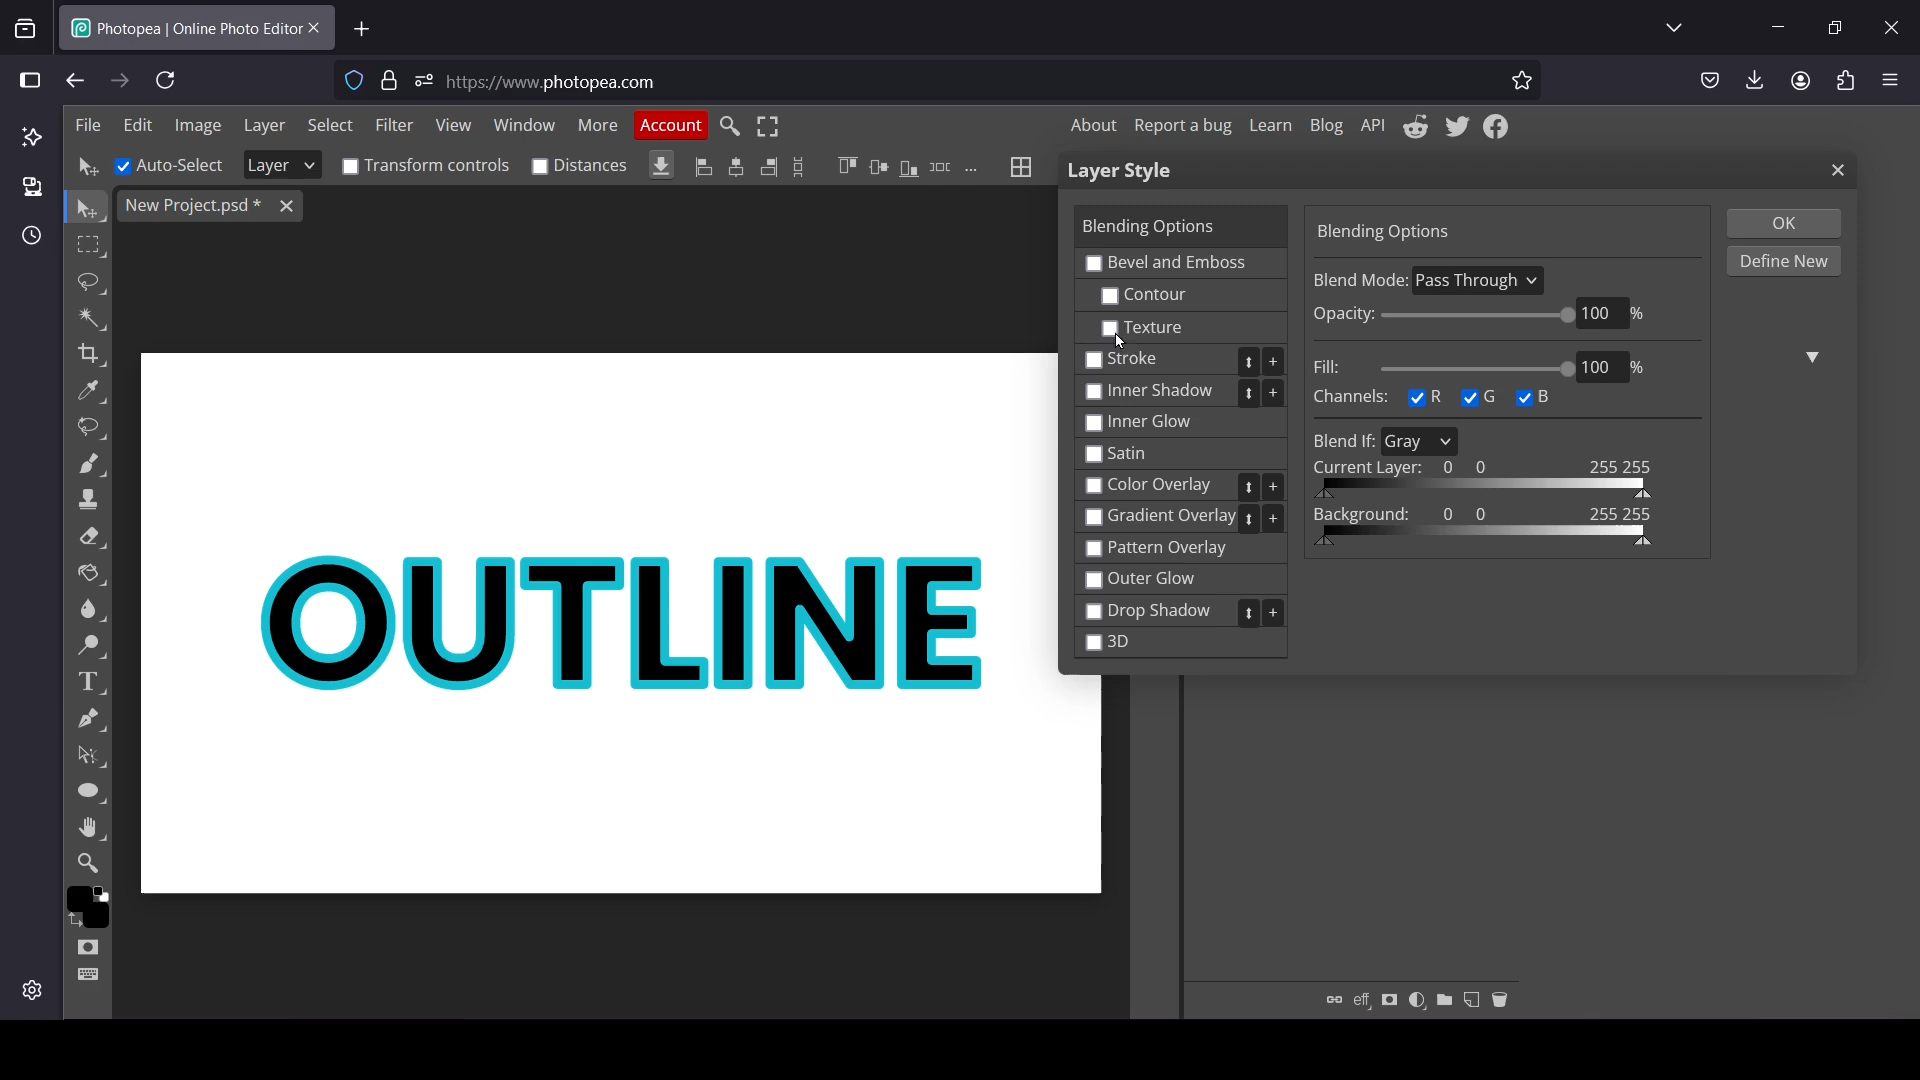 Photopea | Online Photo Editor
https://www.photopea.com
File Edit Image Layer Select Filter View Window More Account About Report a bug Learn Blog API
Auto-Select Layer Transform controls Distances ...
Layer Style
New Project.psd *
Blending Options
Bevel and Emboss
Contour
Texture
Stroke
Inner Shadow
Inner Glow
Satin
Color Overlay
Gradient Overlay
Pattern Overlay
Outer Glow
Drop Shadow
3D
Blending Options
Blend Mode: Pass Through
Opacity: 100 %
Fill: 100 %
Channels: R G B
Blend If: Gray
Current Layer: 0 0 255 255
Background: 0 0 255 255
OK
Define New
OUTLINE
T
eff